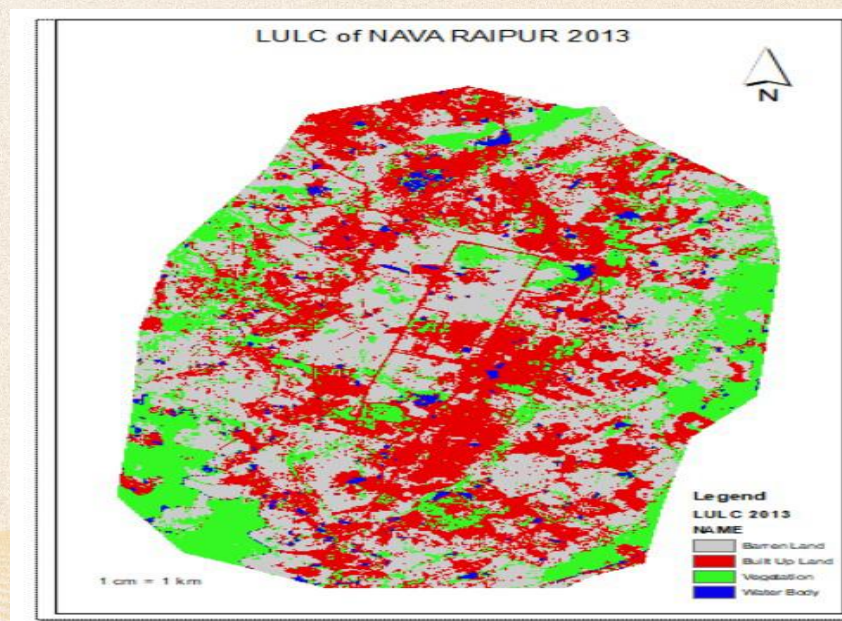 LULC of NAVA RAIPUR 2013
N
Legend
LULC 2013
NAME
Barren Land
Built Up Land
Vegetation
Water Body
1 cm = 1 km